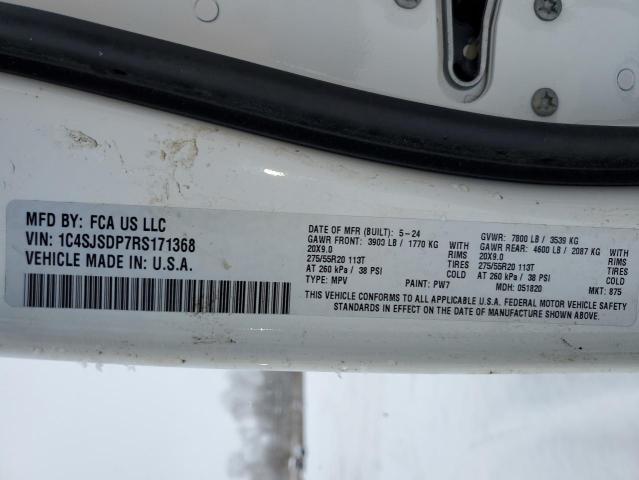 MFD BY: FCA US LLC
VIN: 1C4SJSDP7RS171368
VEHICLE MADE IN: U.S.A.
DATE OF MFR (BUILT): 5-24 GVWR: 7800 LB / 3539 KG
GAWR FRONT: 3903 LB / 1770 KG GAWR REAR: 4600 LB / 2087 KG
20X9.0 RIMS 20X9.0 RIMS
275/55R20 113T TIRES 275/55R20 113T TIRES
AT 260 kPa / 38 PSI COLD AT 260 kPa / 38 PSI COLD
TYPE: MPV PAINT: PW7 MDH: 051820 MKT: 875
THIS VEHICLE CONFORMS TO ALL APPLICABLE U.S.A. FEDERAL MOTOR VEHICLE SAFETY
STANDARDS IN EFFECT ON THE DATE OF MANUFACTURE SHOWN ABOVE.